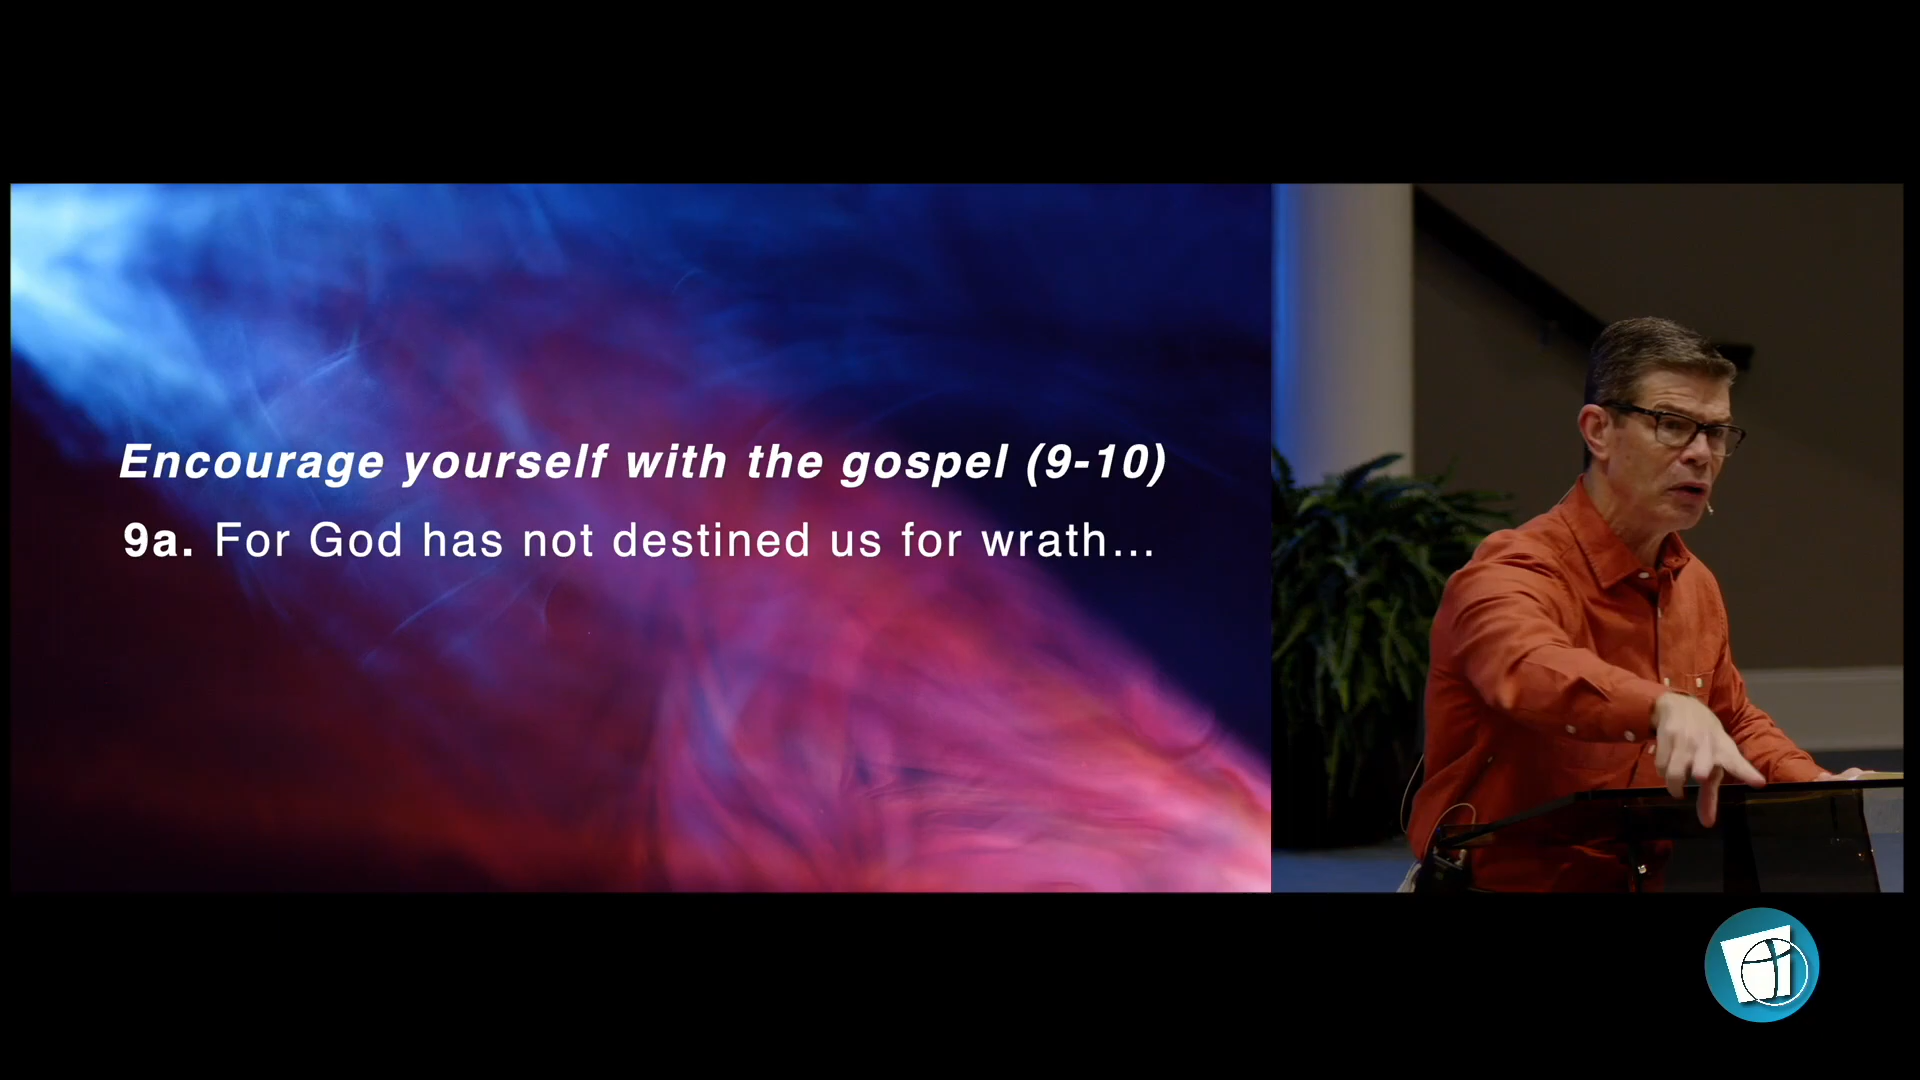 Encourage yourself with the gospel (9-10)
9a. For God has not destined us for wrath...